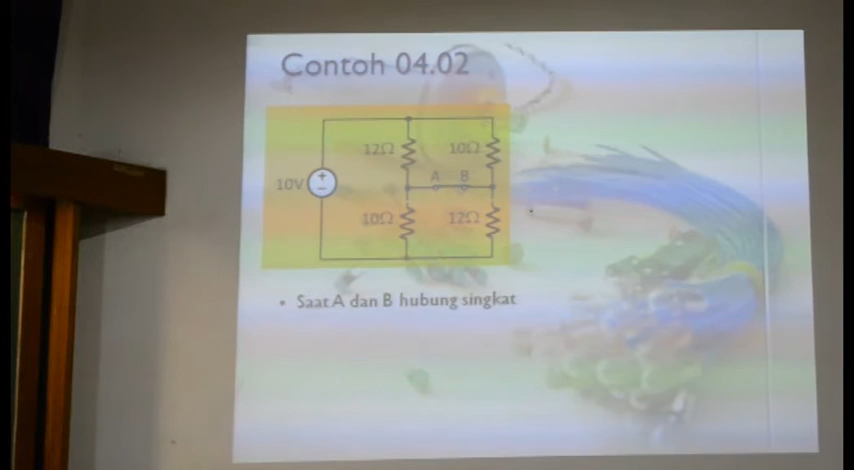 Contoh 04.02
12Ω
10Ω
10V
+
−
A
B
10Ω
12Ω
• Saat A dan B hubung singkat